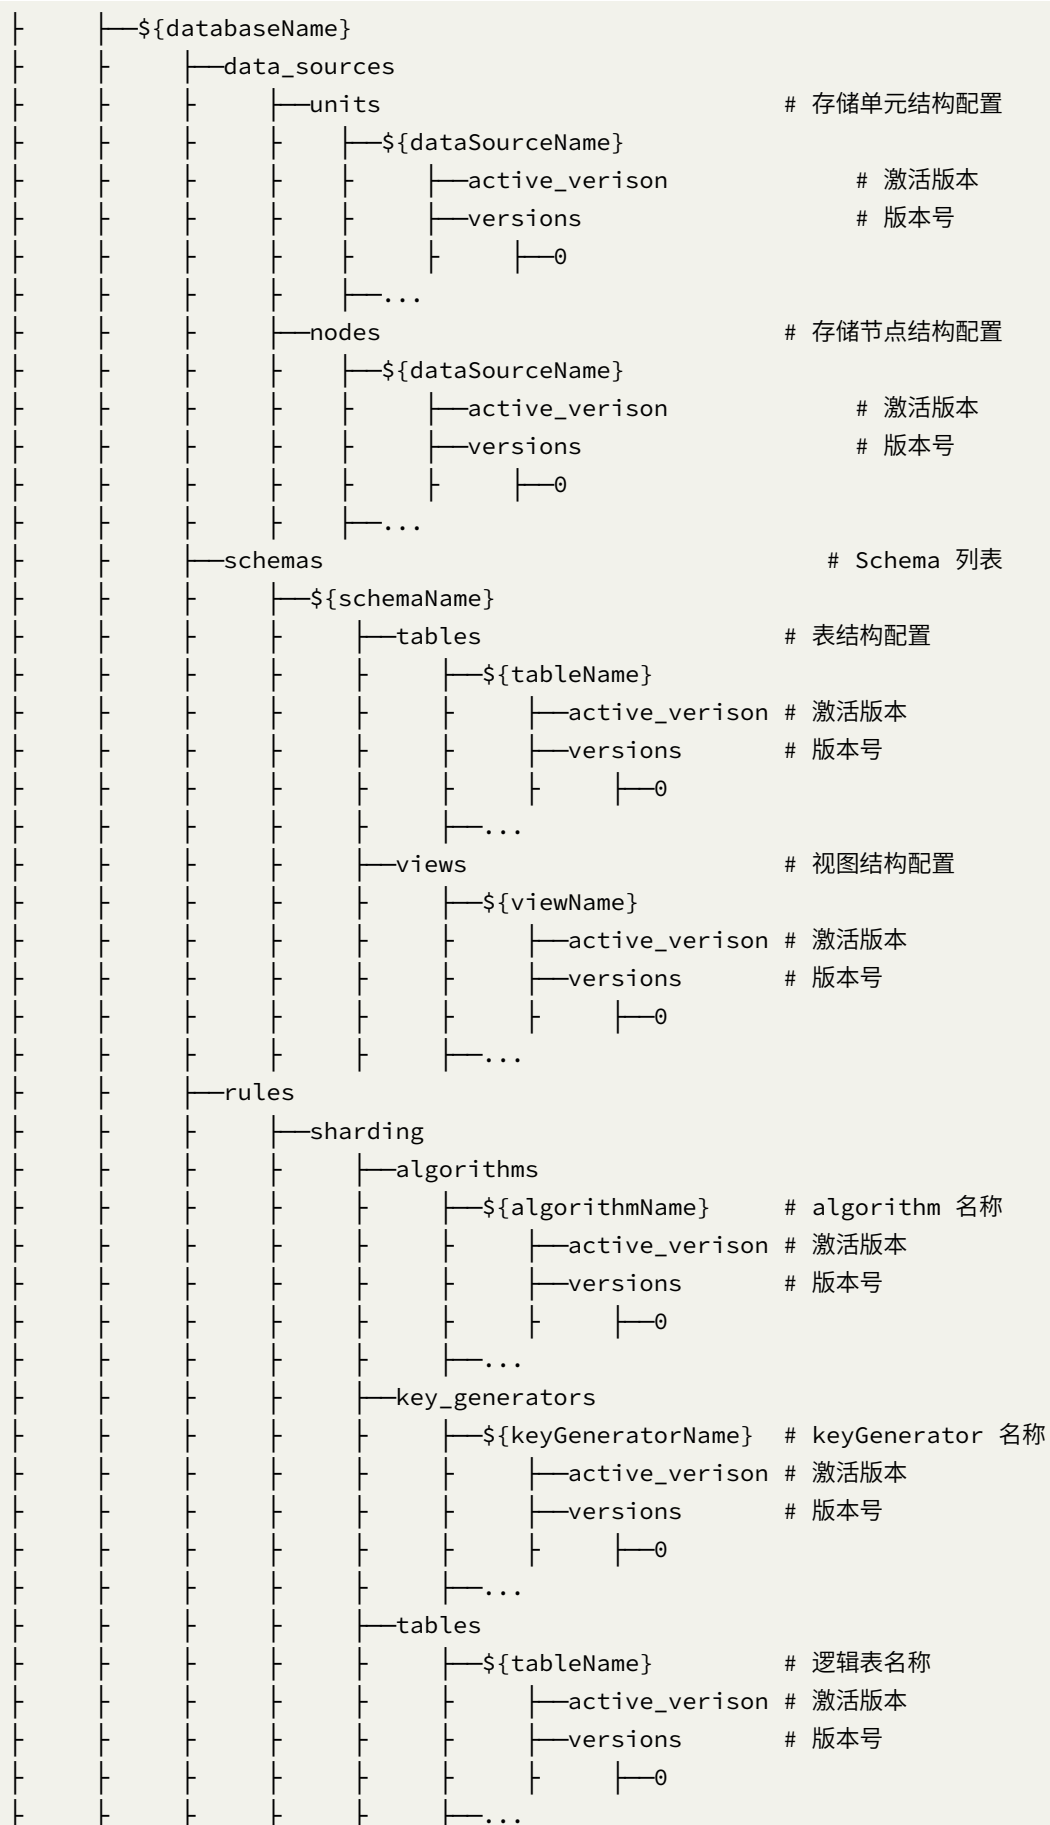 ├     ├──${databaseName}
├     ├     ├──data_sources
├     ├     ├     ├──units                            # 存储单元结构配置
├     ├     ├     ├    ├──${dataSourceName}
├     ├     ├     ├    ├     ├──active_verison             # 激活版本
├     ├     ├     ├    ├     ├──versions                   # 版本号
├     ├     ├     ├    ├     ├     ├──0
├     ├     ├     ├    ├──...
├     ├     ├     ├──nodes                            # 存储节点结构配置
├     ├     ├     ├    ├──${dataSourceName}
├     ├     ├     ├    ├     ├──active_verison             # 激活版本
├     ├     ├     ├    ├     ├──versions                   # 版本号
├     ├     ├     ├    ├     ├     ├──0
├     ├     ├     ├    ├──...
├     ├     ├──schemas                                   # Schema 列表
├     ├     ├     ├──${schemaName}
├     ├     ├     ├     ├──tables                     # 表结构配置
├     ├     ├     ├     ├     ├──${tableName}
├     ├     ├     ├     ├     ├     ├──active_verison # 激活版本
├     ├     ├     ├     ├     ├     ├──versions       # 版本号
├     ├     ├     ├     ├     ├     ├     ├──0
├     ├     ├     ├     ├     ├──...
├     ├     ├     ├     ├──views                      # 视图结构配置
├     ├     ├     ├     ├     ├──${viewName}
├     ├     ├     ├     ├     ├     ├──active_verison # 激活版本
├     ├     ├     ├     ├     ├     ├──versions       # 版本号
├     ├     ├     ├     ├     ├     ├     ├──0
├     ├     ├     ├     ├     ├──...
├     ├     ├──rules
├     ├     ├     ├──sharding
├     ├     ├     ├     ├──algorithms
├     ├     ├     ├     ├     ├──${algorithmName}     # algorithm 名称
├     ├     ├     ├     ├     ├     ├──active_verison # 激活版本
├     ├     ├     ├     ├     ├     ├──versions       # 版本号
├     ├     ├     ├     ├     ├     ├     ├──0
├     ├     ├     ├     ├     ├──...
├     ├     ├     ├     ├──key_generators
├     ├     ├     ├     ├     ├──${keyGeneratorName}  # keyGenerator 名称
├     ├     ├     ├     ├     ├     ├──active_verison # 激活版本
├     ├     ├     ├     ├     ├     ├──versions       # 版本号
├     ├     ├     ├     ├     ├     ├     ├──0
├     ├     ├     ├     ├     ├──...
├     ├     ├     ├     ├──tables
├     ├     ├     ├     ├     ├──${tableName}         # 逻辑表名称
├     ├     ├     ├     ├     ├     ├──active_verison # 激活版本
├     ├     ├     ├     ├     ├     ├──versions       # 版本号
├     ├     ├     ├     ├     ├     ├     ├──0
├     ├     ├     ├     ├     ├──...